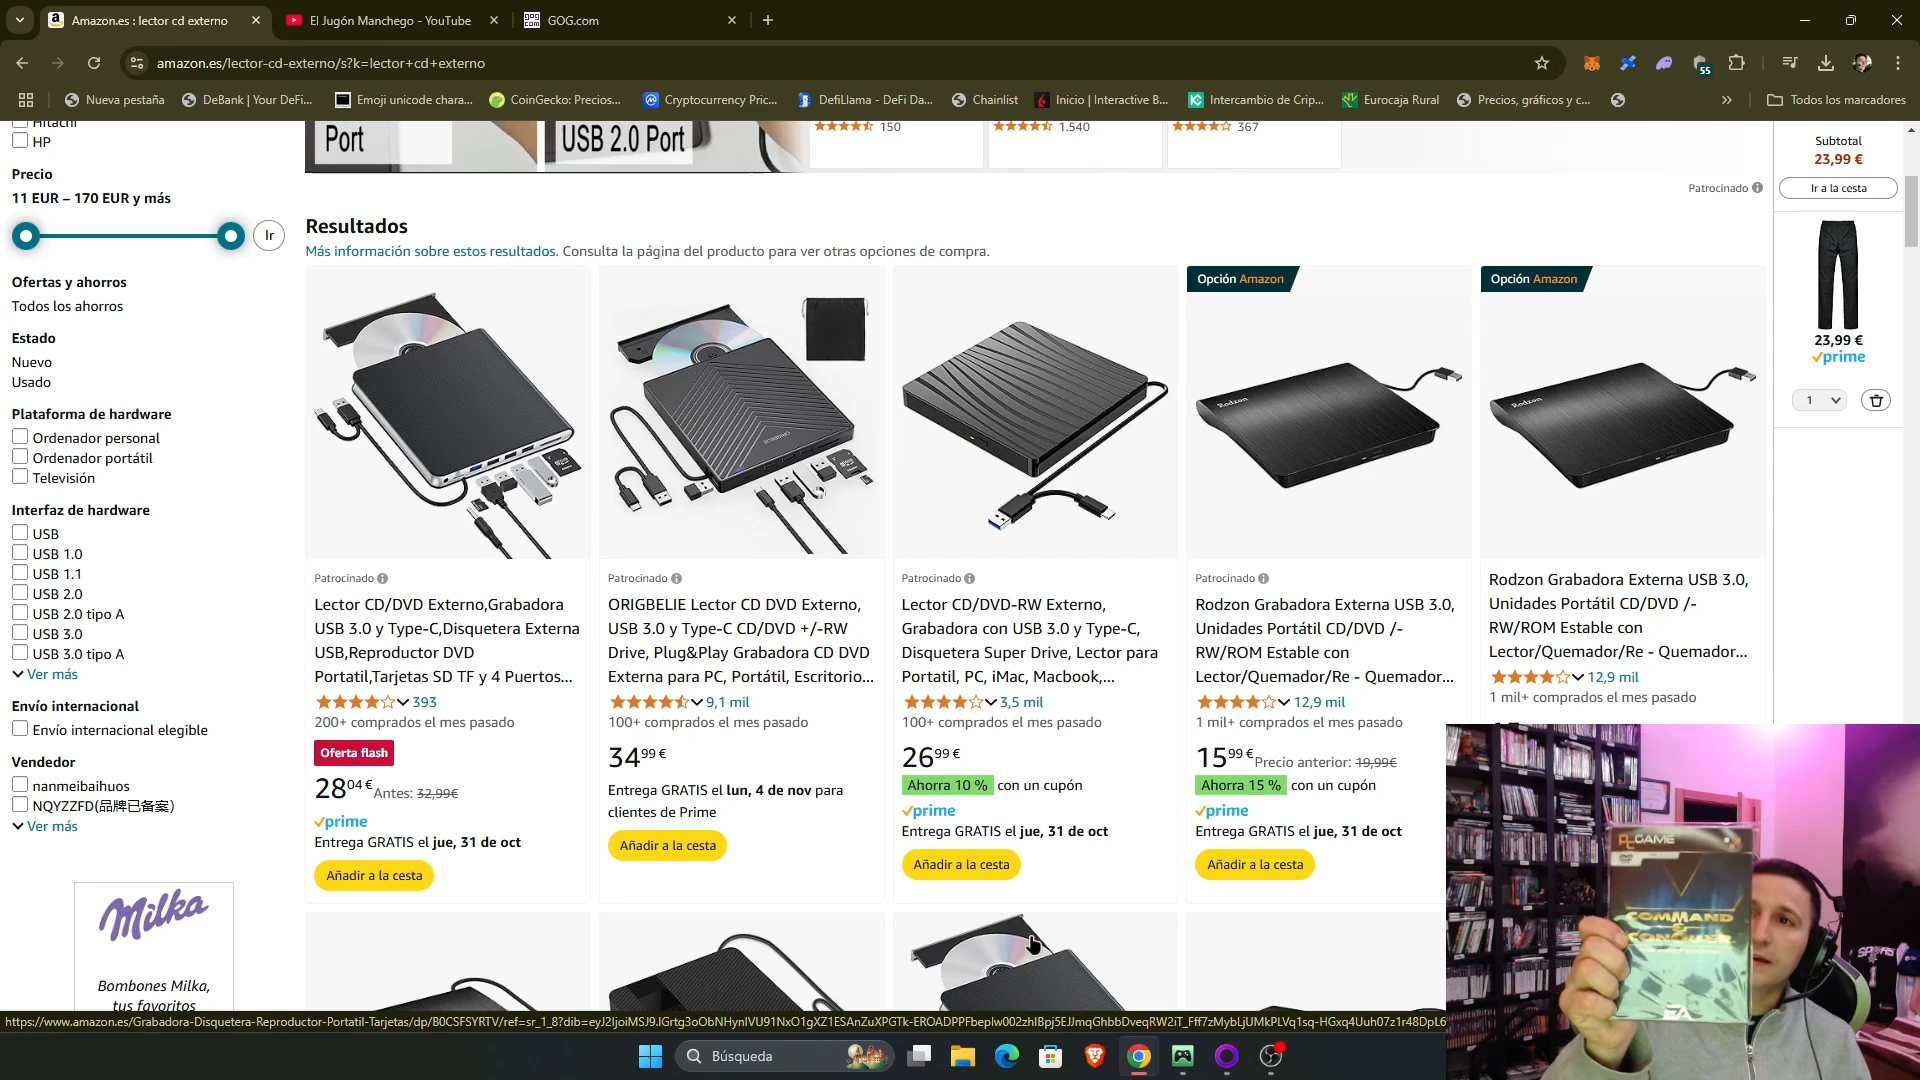 Amazon.es : lector cd externo
El Jugón Manchego - YouTube
gog com
GOG.com
amazon.es/lector-cd-externo/s?k=lector+cd+externo
55
Nueva pestaña
DeBank | Your DeFi...
Emoji unicode chara...
CoinGecko: Precios...
Cryptocurrency Pric...
DefiLlama - DeFi Da...
Chainlist
Inicio | Interactive B...
Intercambio de Crip...
Eurocaja Rural
Precios, gráficos y c...
Todos los marcadores
Hitachi
HP
Precio
11 EUR – 170 EUR y más
Ir
Ofertas y ahorros
Todos los ahorros
Estado
Nuevo
Usado
Plataforma de hardware
Ordenador personal
Ordenador portátil
Televisión
Interfaz de hardware
USB
USB 1.0
USB 1.1
USB 2.0
USB 2.0 tipo A
USB 3.0
USB 3.0 tipo A
Ver más
Envío internacional
Envío internacional elegible
Vendedor
nanmeibaihuos
NQYZZFD(品牌已备案)
Ver más
Milka
Bombones Milka,
tus favoritos
Port
USB 2.0 Port
150
1.540
367
Patrocinado
Resultados
Más información sobre estos resultados. Consulta la página del producto para ver otras opciones de compra.
Patrocinado
Lector CD/DVD Externo,Grabadora
USB 3.0 y Type-C,Disquetera Externa
USB,Reproductor DVD
Portatil,Tarjetas SD TF y 4 Puertos...
393
200+ comprados el mes pasado
Oferta flash
2804€ Antes: 32,99€
prime
Entrega GRATIS el jue, 31 de oct
Añadir a la cesta
Patrocinado
ORIGBELIE Lector CD DVD Externo,
USB 3.0 y Type-C CD/DVD +/-RW
Drive, Plug&Play Grabadora CD DVD
Externa para PC, Portátil, Escritorio...
9,1 mil
100+ comprados el mes pasado
3499€
Entrega GRATIS el lun, 4 de nov para
clientes de Prime
Añadir a la cesta
Patrocinado
Lector CD/DVD-RW Externo,
Grabadora con USB 3.0 y Type-C,
Disquetera Super Drive, Lector para
Portatil, PC, iMac, Macbook,...
3,5 mil
100+ comprados el mes pasado
2699€
Ahorra 10 % con un cupón
prime
Entrega GRATIS el jue, 31 de oct
Añadir a la cesta
Opción Amazon
Rodzon
Patrocinado
Rodzon Grabadora Externa USB 3.0,
Unidades Portátil CD/DVD /-
RW/ROM Estable con
Lector/Quemador/Re - Quemador...
12,9 mil
1 mil+ comprados el mes pasado
15,99€ Precio anterior: 19,99€
Ahorra 15 % con un cupón
prime
Entrega GRATIS el jue, 31 de oct
Añadir a la cesta
Opción Amazon
Rodzon
Rodzon Grabadora Externa USB 3.0,
Unidades Portátil CD/DVD /-
RW/ROM Estable con
Lector/Quemador/Re - Quemador...
12,9 mil
1 mil+ comprados el mes pasado
Subtotal
23,99 €
Ir a la cesta
23,99 €
prime
1
PC GAME
COMMAND
&
CONQUER
EA
SPURS
1
Búsqueda